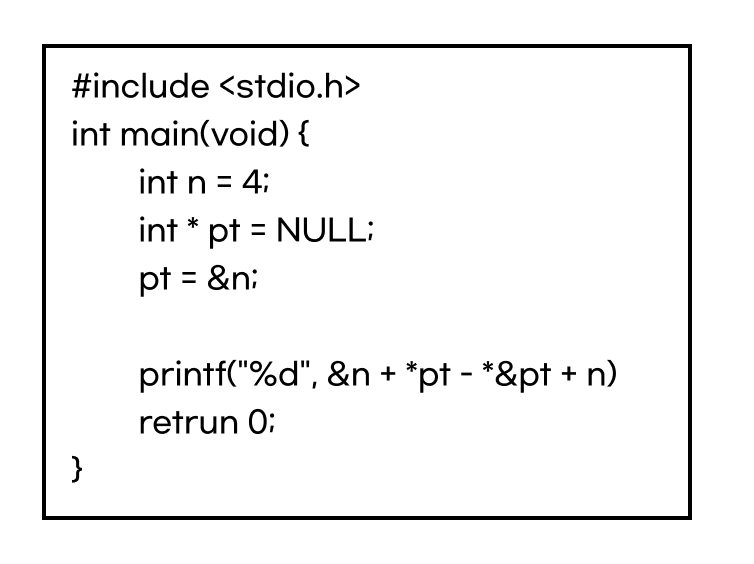 #include <stdio.h>
int main(void) {
int n = 4;
int * pt = NULL;
pt = &n;
printf("%d", &n + *pt - *&pt + n)
retrun 0;
}